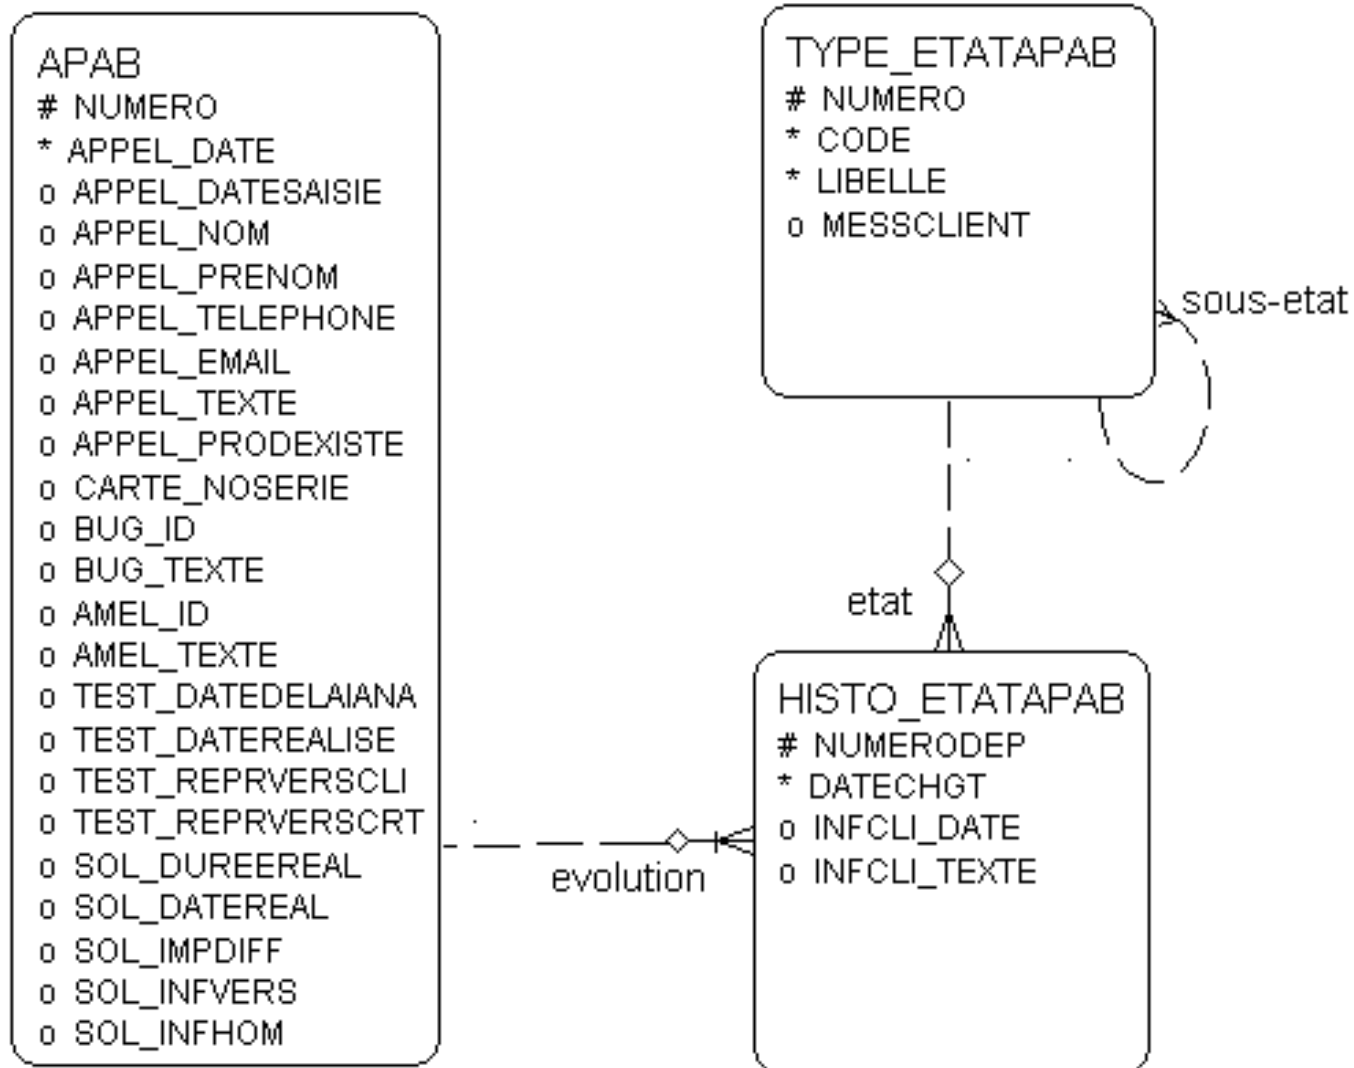 APAB
# NUMERO
* APPEL_DATE
o APPEL_DATESAISIE
o APPEL_NOM
o APPEL_PRENOM
o APPEL_TELEPHONE
o APPEL_EMAIL
o APPEL_TEXTE
o APPEL_PRODEXISTE
o CARTE_NOSERIE
o BUG_ID
o BUG_TEXTE
o AMEL_ID
o AMEL_TEXTE
o TEST_DATEDELAIANA
o TEST_DATEREALISE
o TEST_REPRVERSCLI
o TEST_REPRVERSCRT
o SOL_DUREEREAL
o SOL_DATEREAL
o SOL_IMPDIFF
o SOL_INFVERS
o SOL_INFHOM
TYPE_ETATAPAB
# NUMERO
* CODE
* LIBELLE
o MESSCLIENT
sous-etat
etat
evolution
HISTO_ETATAPAB
# NUMERODEP
* DATECHGT
o INFCLI_DATE
o INFCLI_TEXTE